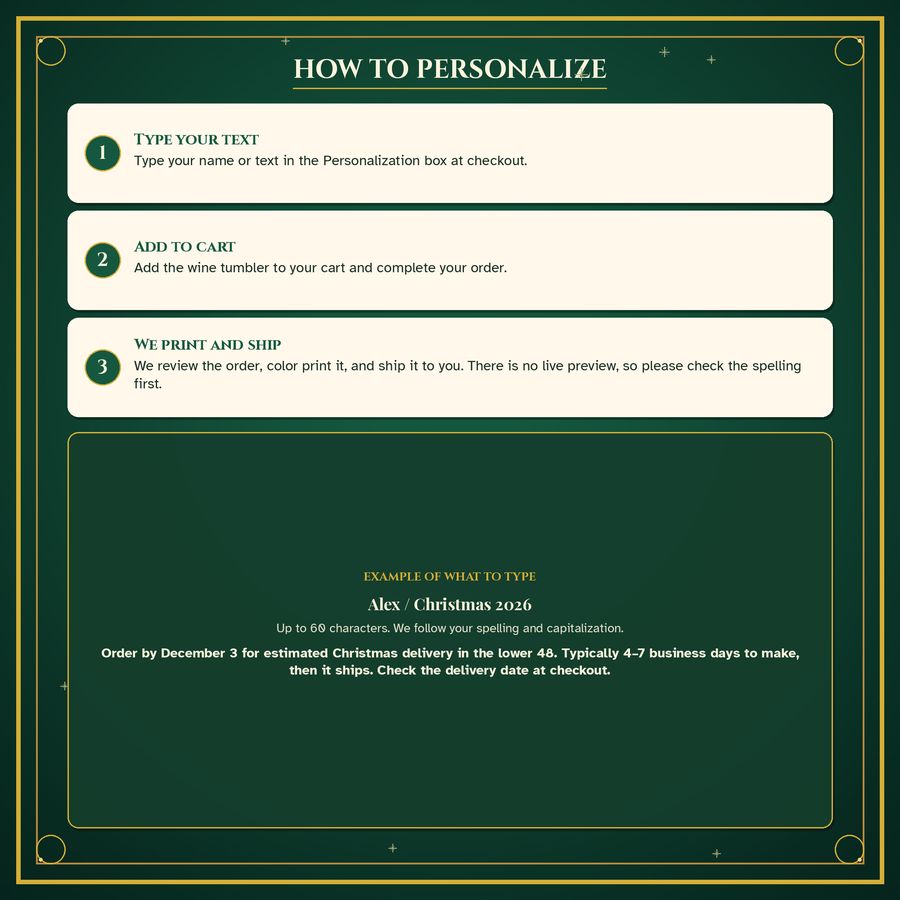 HOW TO PERSONALIZE
1
Type your text
Type your name or text in the Personalization box at checkout.
2
Add to cart
Add the wine tumbler to your cart and complete your order.
3
We print and ship
We review the order, color print it, and ship it to you. There is no live preview, so please check the spelling
first.
EXAMPLE OF WHAT TO TYPE
Alex / Christmas 2026
Up to 60 characters. We follow your spelling and capitalization.
Order by December 3 for estimated Christmas delivery in the lower 48. Typically 4–7 business days to make,
then it ships. Check the delivery date at checkout.